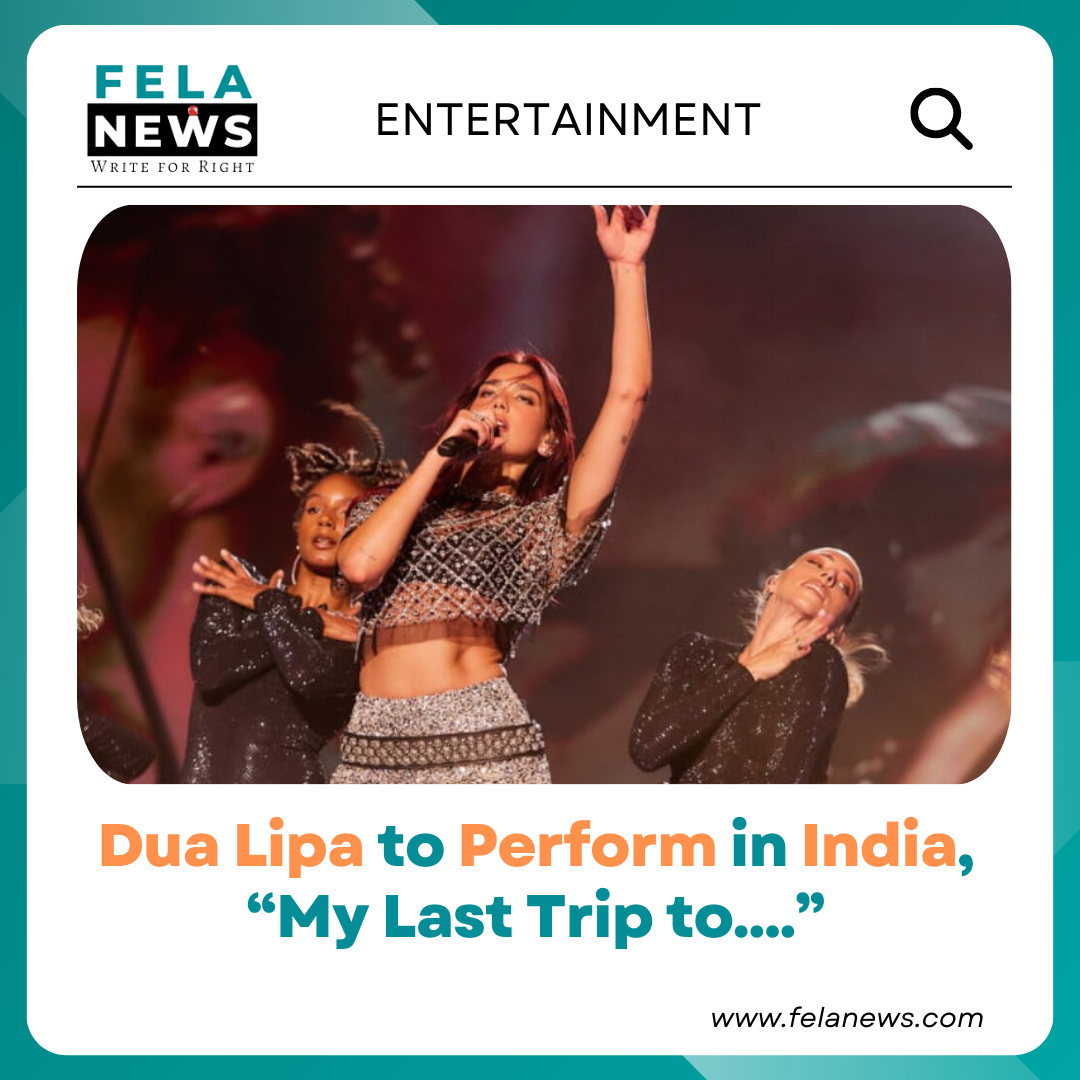 FELA
NEWS
WRITE FOR RIGHT
ENTERTAINMENT
Dua Lipa to Perform in India,
“My Last Trip to....”
www.felanews.com